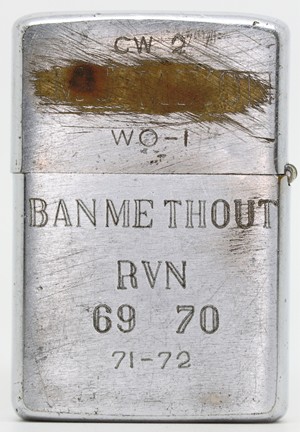 CW 2
WO-1
BANMETHOUT
RVN
69 70
71-72